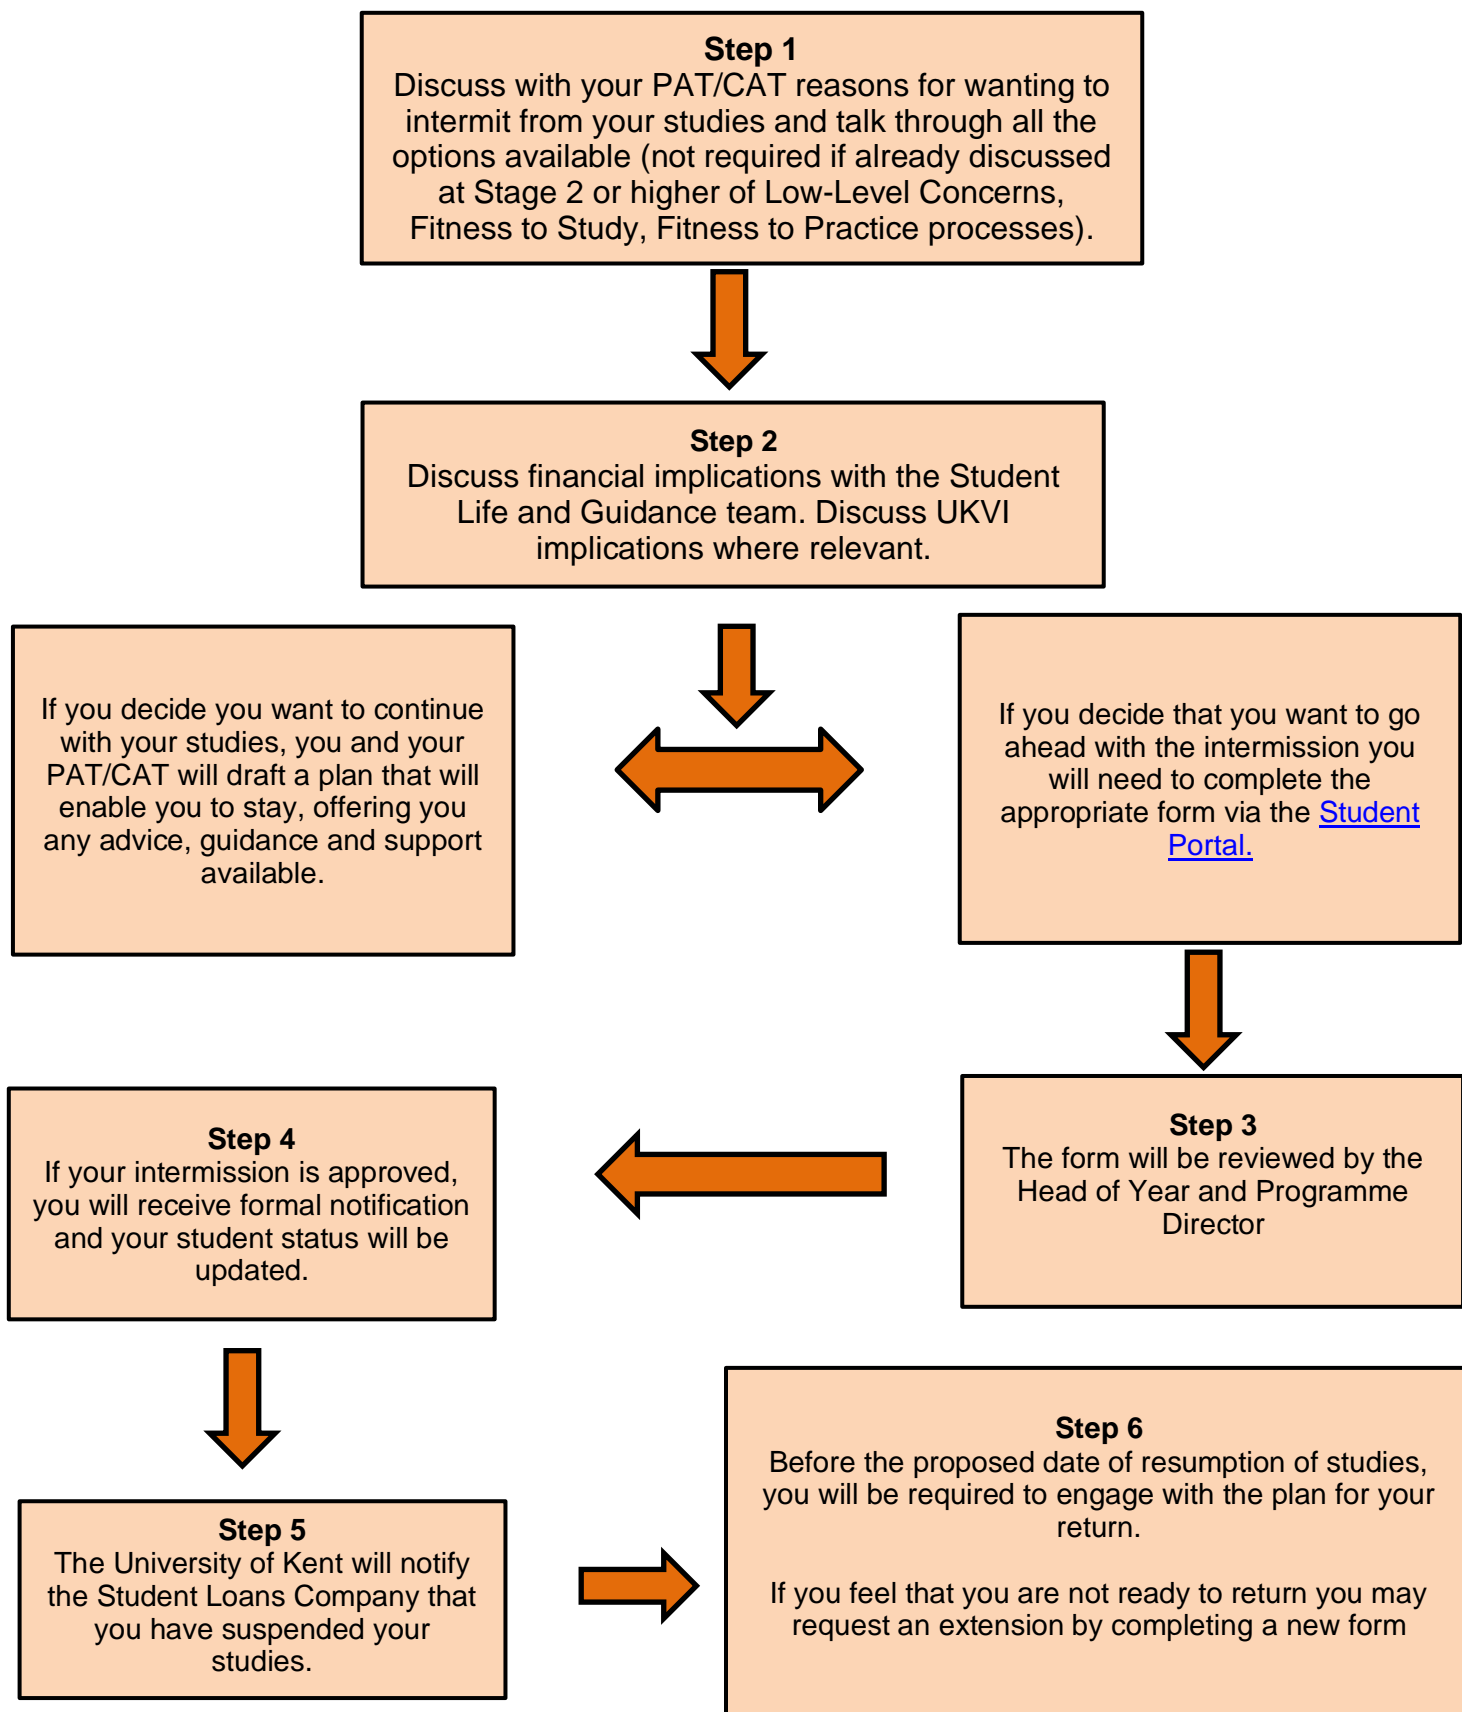 Step 1
Discuss with your PAT/CAT reasons for wanting to
intermit from your studies and talk through all the
options available (not required if already discussed
at Stage 2 or higher of Low-Level Concerns,
Fitness to Study, Fitness to Practice processes).
Step 2
Discuss financial implications with the Student
Life and Guidance team. Discuss UKVI
implications where relevant.
If you decide you want to continue
with your studies, you and your
PAT/CAT will draft a plan that will
enable you to stay, offering you
any advice, guidance and support
available.
If you decide that you want to go
ahead with the intermission you
will need to complete the
appropriate form via the Student
Portal.
Step 3
The form will be reviewed by the
Head of Year and Programme
Director
Step 4
If your intermission is approved,
you will receive formal notification
and your student status will be
updated.
Step 5
The University of Kent will notify
the Student Loans Company that
you have suspended your
studies.
Step 6
Before the proposed date of resumption of studies,
you will be required to engage with the plan for your
return.
If you feel that you are not ready to return you may
request an extension by completing a new form